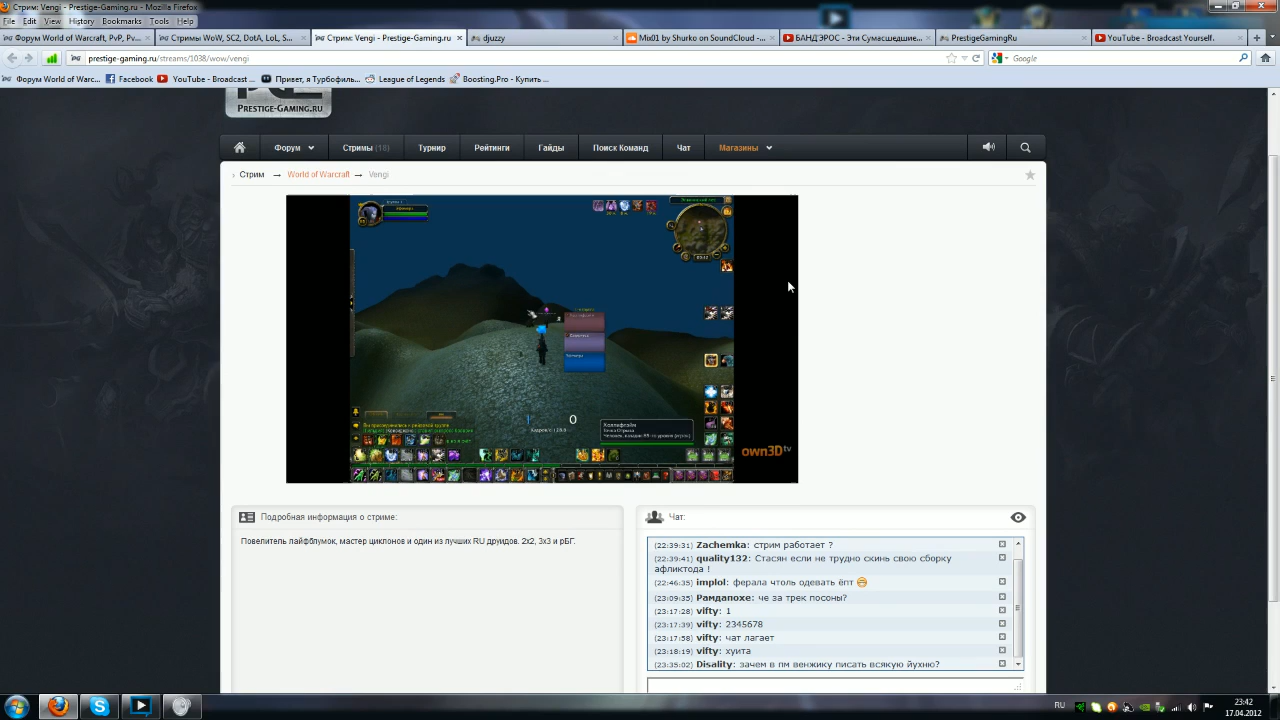 Стрим: Vengi - Prestige-Gaming.ru - Mozilla Firefox
File Edit View History Bookmarks Tools Help
Форум World of Warcraft, PvP, Pv...
Стримы WoW, SC2, DotA, LoL, S...
Стрим: Vengi - Prestige-Gaming.ru
djuzzy
Mix01 by Shurko on SoundCloud -...
БАНД'ЭРОС - Эти Сумасшедшие...
PrestigeGamingRu
YouTube - Broadcast Yourself.
prestige-gaming.ru/streams/1038/wow/vengi
Google
Форум World of Warc...
Facebook
YouTube - Broadcast ...
Привет, я Турбофиль...
League of Legends
Boosting.Pro - Купить ...
PRESTIGE-GAMING.RU
Форум
Стримы (18)
Турнир
Рейтинги
Гайды
Поиск Команд
Чат
Магазины
Стрим → World of Warcraft → Vengi
0
own3Dtv
Подробная информация о стриме:
Повелитель лайфблумок, мастер циклонов и один из лучших RU друидов. 2x2, 3x3 и рБГ.
Чат:
(22:39:31) Zachemka: стрим работает ?
(22:39:41) quality132: Стасян если не трудно скинь свою сборку
афликтода !
(22:46:35) implol: ферала чтоль одевать ёпт
(23:09:35) Рамдапохе: че за трек посоны?
(23:17:28) vifty: 1
(23:17:39) vifty: 2345678
(23:17:58) vifty: чат лагает
(23:18:19) vifty: хуита
(23:35:02) Disality: зачем в пм венжику писать всякую йухню?
RU
23:42
17.04.2012